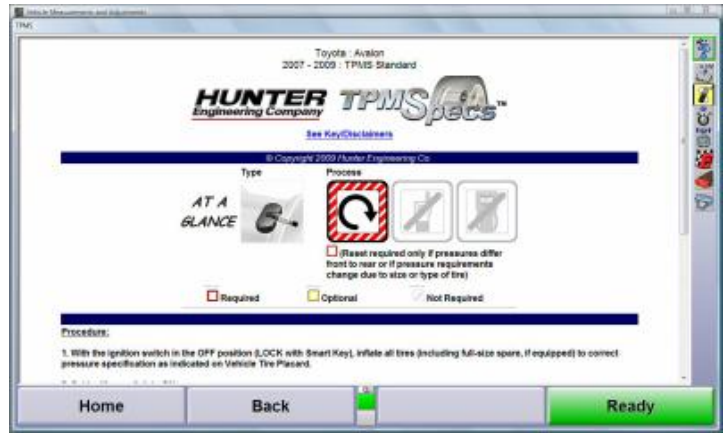 Vehicle Measurements and Adjustments
TPMS
Toyota : Avalon
2007 - 2009 : TPMS Standard
HUNTER
Engineering Company
TPMSpecs™
See Key/Disclaimers
© Copyright 2009 Hunter Engineering Co.
Type
Process
AT A
GLANCE
(Reset required only if pressures differ
front to rear or if pressure requirements
change due to size or type of tire)
Required
Optional
Not Required
Procedure:
1. With the ignition switch in the OFF position (LOCK with Smart Key), inflate all tires (including full-size spare, if equipped) to correct
pressure specification as indicated on Vehicle Tire Placard.
Home
Back
Ready